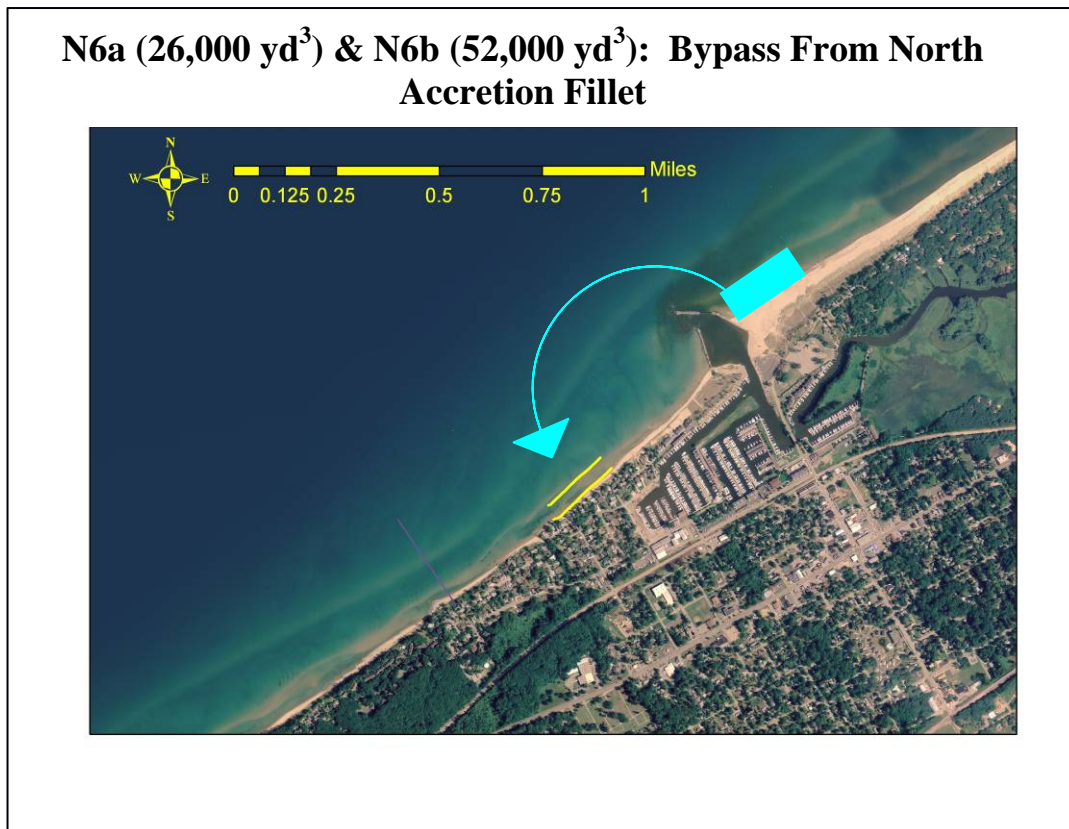 N6a (26,000 yd³) & N6b (52,000 yd³): Bypass From North
Accretion Fillet
N
W E
S
Miles
0 0.125 0.25 0.5 0.75 1